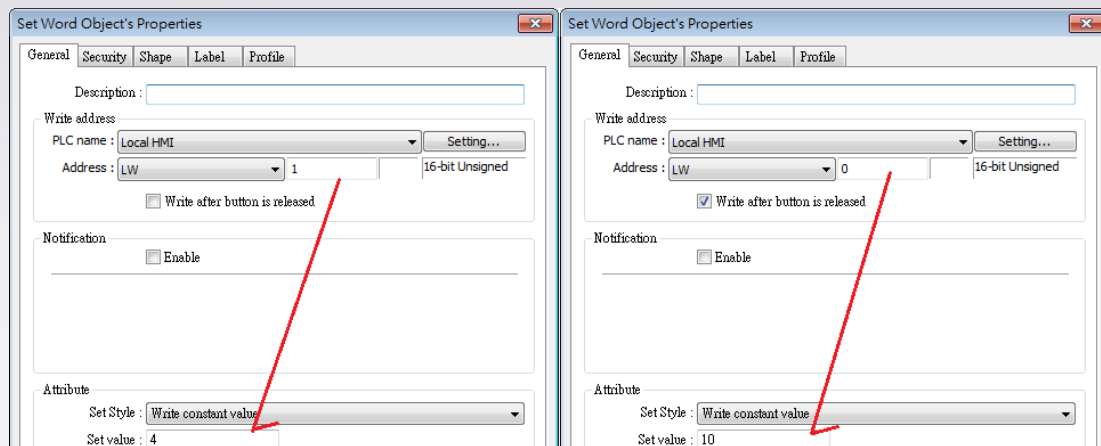 Set Word Object's Properties
General Security Shape Label Profile
Description :
Write address
PLC name : Local HMI Setting...
Address : LW 1 16-bit Unsigned
Write after button is released
Notification
Enable
Attribute
Set Style : Write constant value
Set value : 4
Set Word Object's Properties
General Security Shape Label Profile
Description :
Write address
PLC name : Local HMI Setting...
Address : LW 0 16-bit Unsigned
Write after button is released
Notification
Enable
Attribute
Set Style : Write constant value
Set value : 10